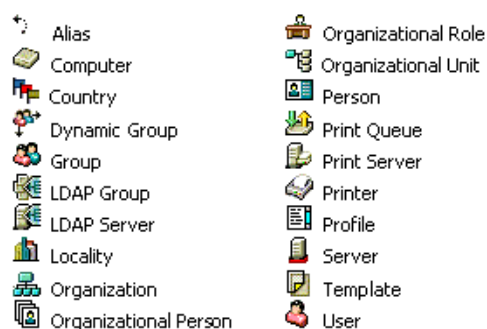 Alias
Computer
Country
Dynamic Group
Group
LDAP Group
LDAP Server
Locality
Organization
Organizational Person
Organizational Role
Organizational Unit
Person
Print Queue
Print Server
Printer
Profile
Server
Template
User